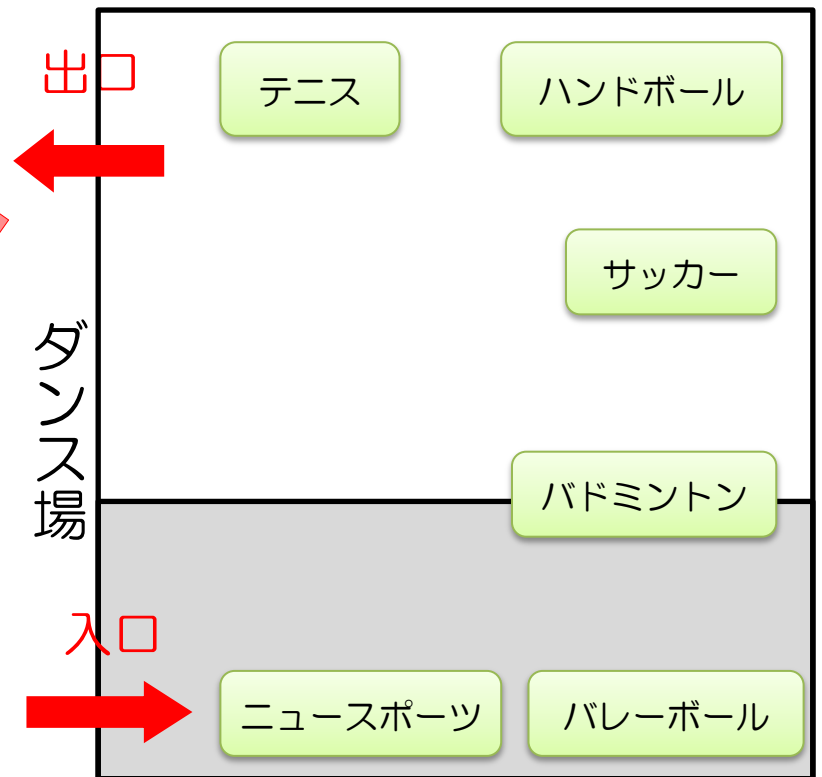 出口
テニス
ハンドボール
サッカー
ダンス場
バドミントン
入口
ニュースポーツ
バレーボール